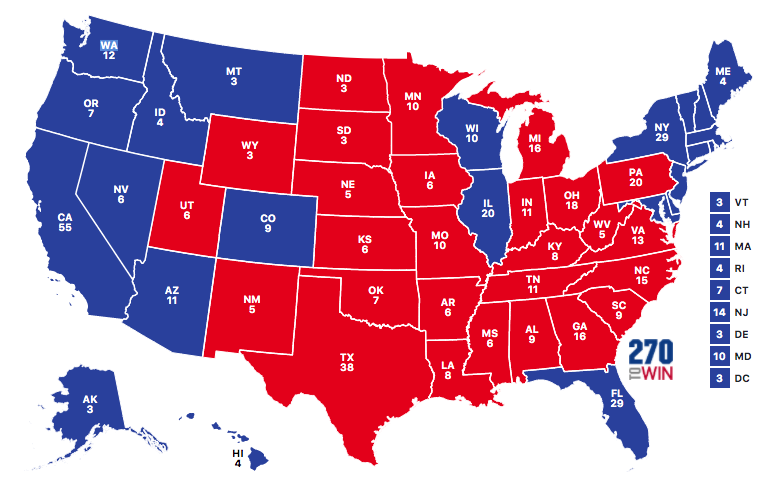 WA
12
OR
7
CA
55
NV
6
ID
4
MT
3
WY
3
UT
6
AZ
11
CO
9
NM
5
ND
3
SD
3
NE
5
KS
6
OK
7
TX
38
MN
10
IA
6
MO
10
AR
6
LA
8
WI
10
IL
20
MI
16
IN
11
OH
18
KY
8
TN
11
MS
6
AL
9
GA
16
FL
29
SC
9
NC
15
VA
13
WV
5
PA
20
NY
29
ME
4
AK
3
HI
4
3 VT
4 NH
11 MA
4 RI
7 CT
14 NJ
3 DE
10 MD
3 DC
270
TO WIN